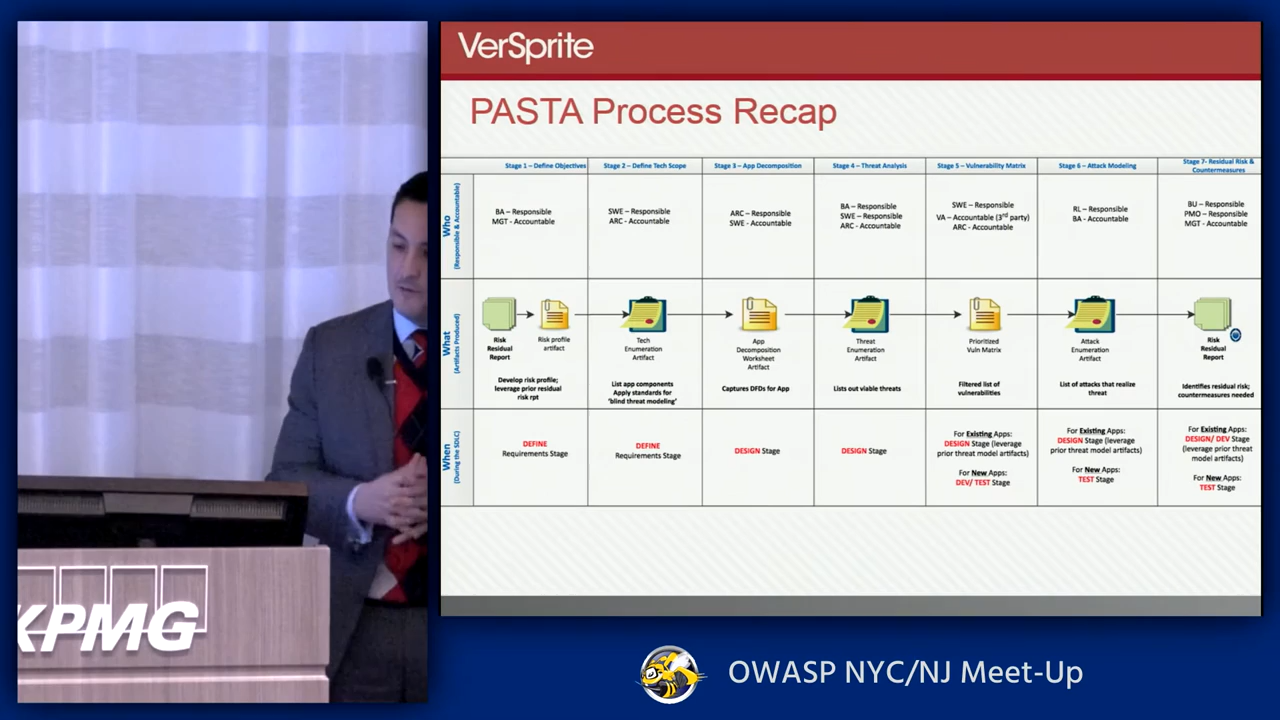 VerSprite
PASTA Process Recap
Stage 1 – Define Objectives
Stage 2 – Define Tech Scope
Stage 3 – App Decomposition
Stage 4 – Threat Analysis
Stage 5 – Vulnerability Matrix
Stage 6 – Attack Modeling
Stage 7- Residual Risk &
Countermeasures
Who
(Responsible & Accountable)
BA – Responsible
MGT - Accountable
SWE – Responsible
ARC - Accountable
ARC – Responsible
SWE - Accountable
BA – Responsible
SWE – Responsible
ARC - Accountable
SWE – Responsible
VA – Accountable (3rd party)
ARC - Accountable
RL – Responsible
BA - Accountable
BU – Responsible
PMO – Responsible
MGT - Accountable
What
(Artifacts Produced)
Risk
Residual
Report
Risk profile
artifact
Develop risk profile;
leverage prior residual
risk rpt
Tech
Enumeration
Artifact
List app components
Apply standards for
'blind threat modeling'
App
Decomposition
Worksheet
Artifact
Captures DFDs for App
Threat
Enumeration
Artifact
Lists out viable threats
Prioritized
Vuln Matrix
Filtered list of
vulnerabilities
Attack
Enumeration
Artifact
List of attacks that realize
threat
Risk
Residual
Report
Identifies residual risk;
countermeasures needed
When
(During the SDLC)
DEFINE
Requirements Stage
DEFINE
Requirements Stage
DESIGN Stage
DESIGN Stage
For Existing Apps:
DESIGN Stage (leverage
prior threat model artifacts)
For New Apps:
DEV/ TEST Stage
For Existing Apps:
DESIGN Stage (leverage
prior threat model artifacts)
For New Apps:
TEST Stage
For Existing Apps:
DESIGN/ DEV Stage
(leverage prior threat
model artifacts)
For New Apps:
TEST Stage
KPMG
OWASP NYC/NJ Meet-Up